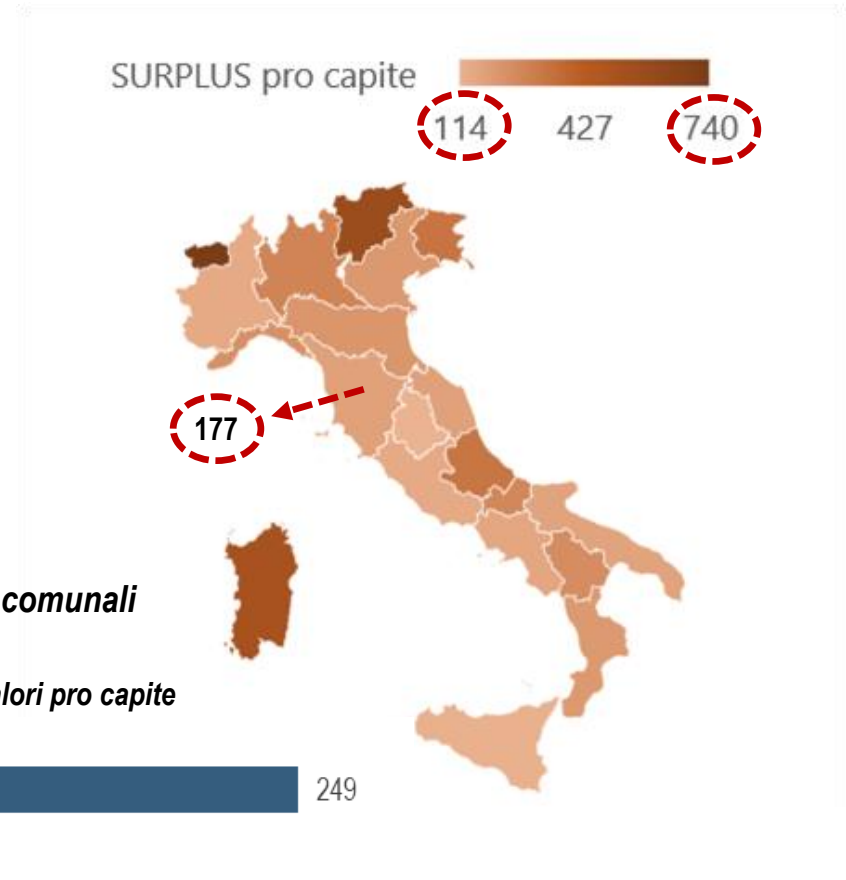 SURPLUS pro capite
114 427 740
177
comunali
lori pro capite
249